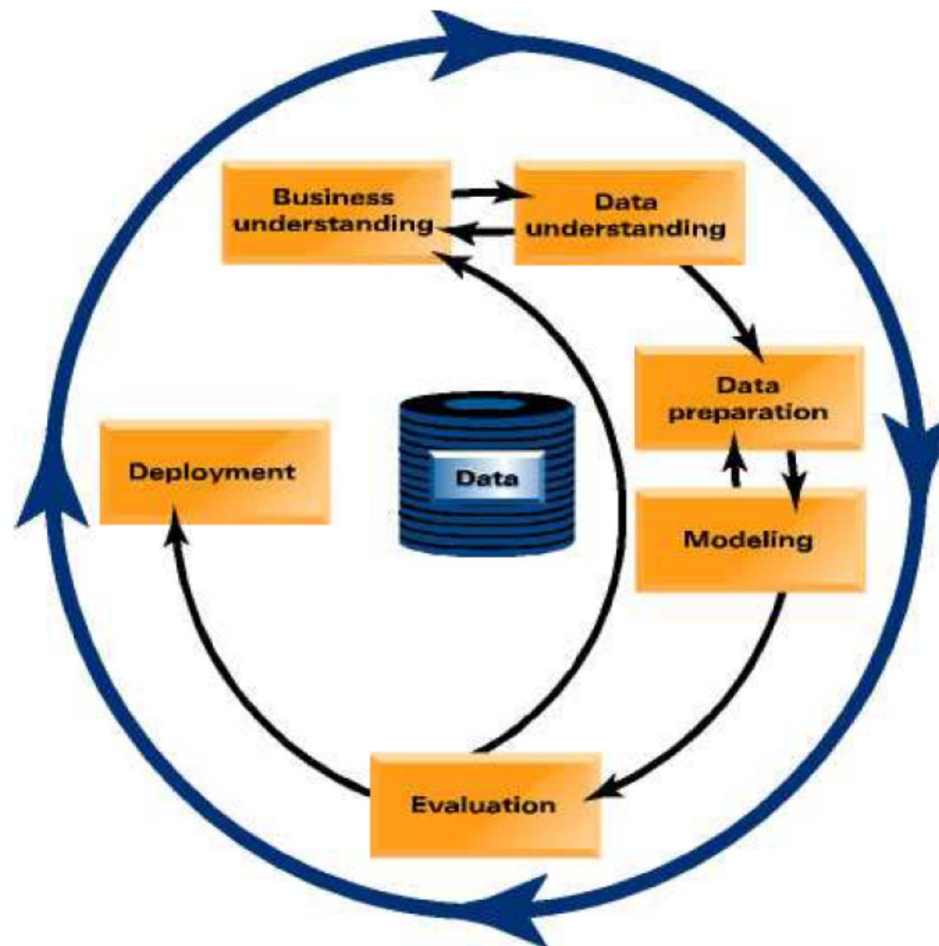 Business
understanding
Data
understanding
Data
preparation
Modeling
Evaluation
Deployment
Data